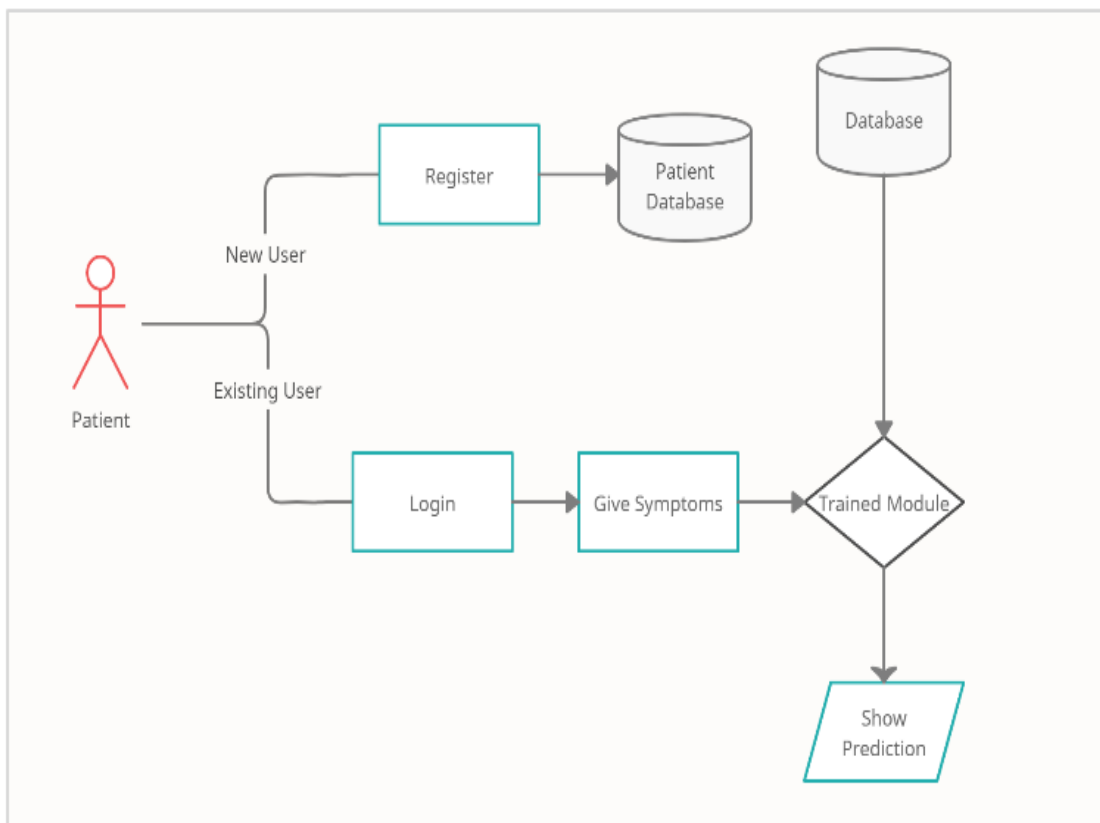 Database
Register
Patient
Database
New User
Existing User
Patient
Login
Give Symptoms
Trained Module
Show
Prediction